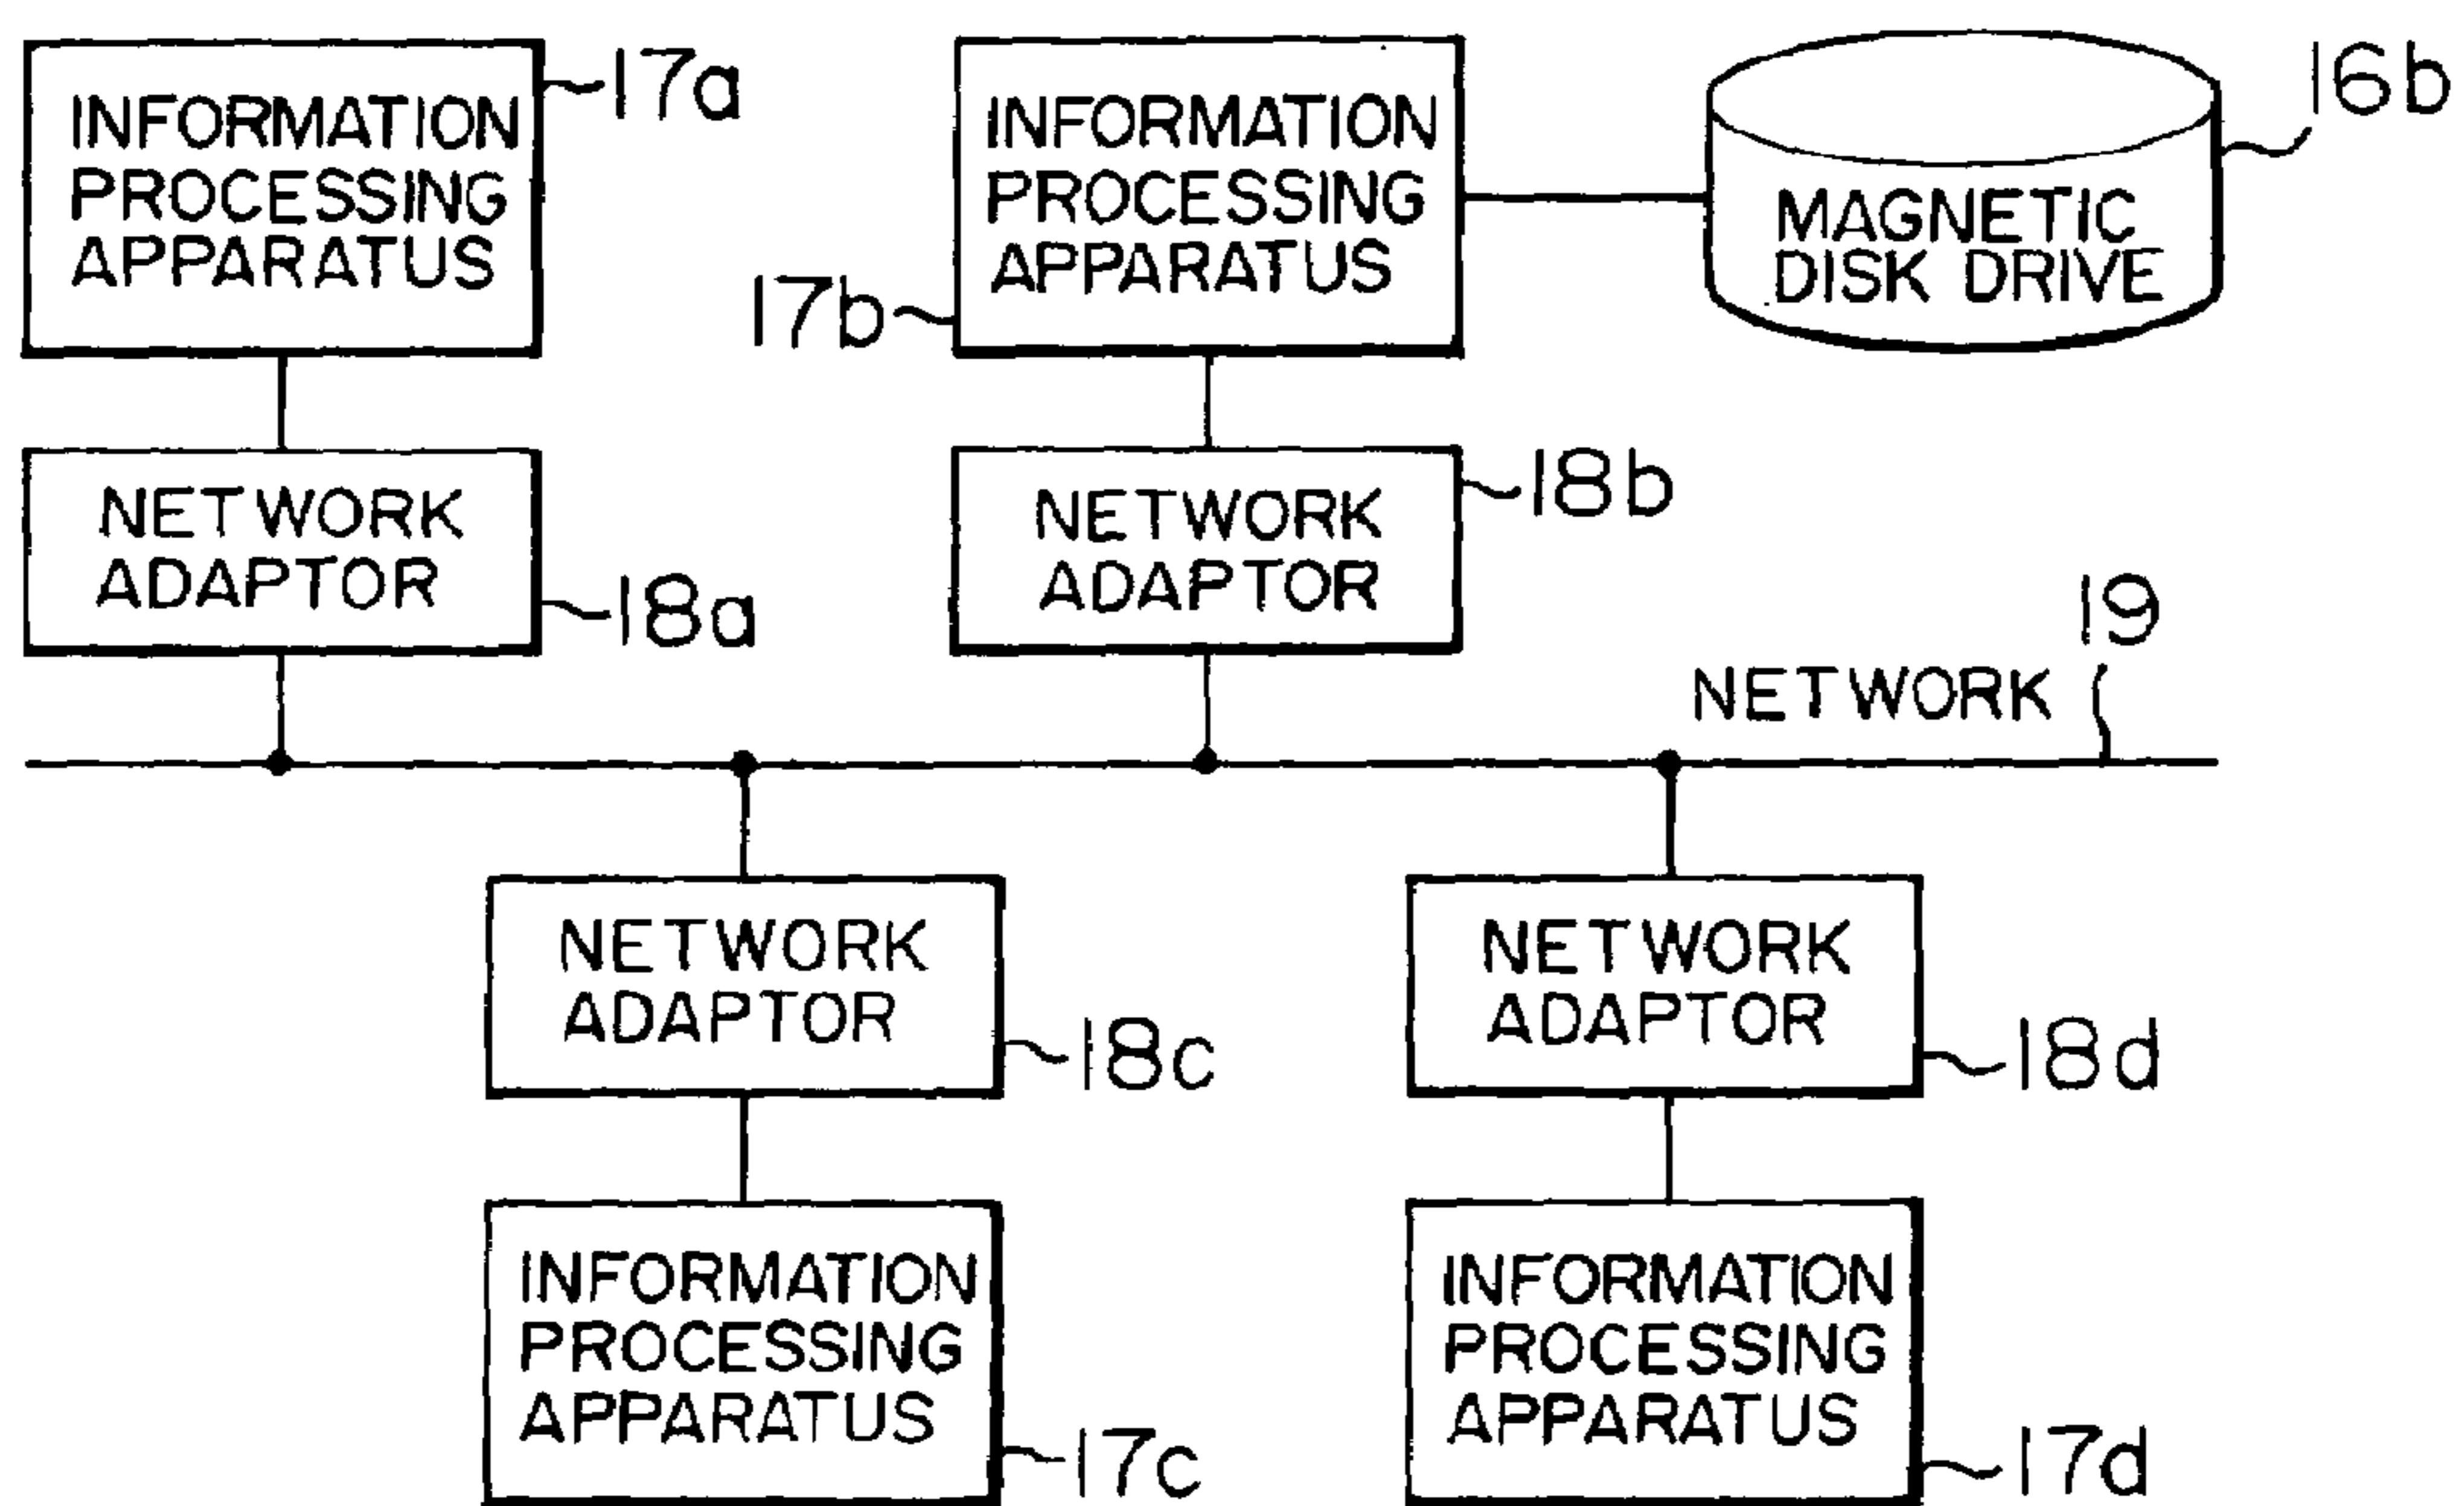 INFORMATION
PROCESSING
APPARATUS
17a
INFORMATION
PROCESSING
APPARATUS
17b
MAGNETIC
DISK DRIVE
16b
NETWORK
ADAPTOR
18a
NETWORK
ADAPTOR
18b
NETWORK
19
NETWORK
ADAPTOR
18c
NETWORK
ADAPTOR
18d
INFORMATION
PROCESSING
APPARATUS
17c
INFORMATION
PROCESSING
APPARATUS
17d